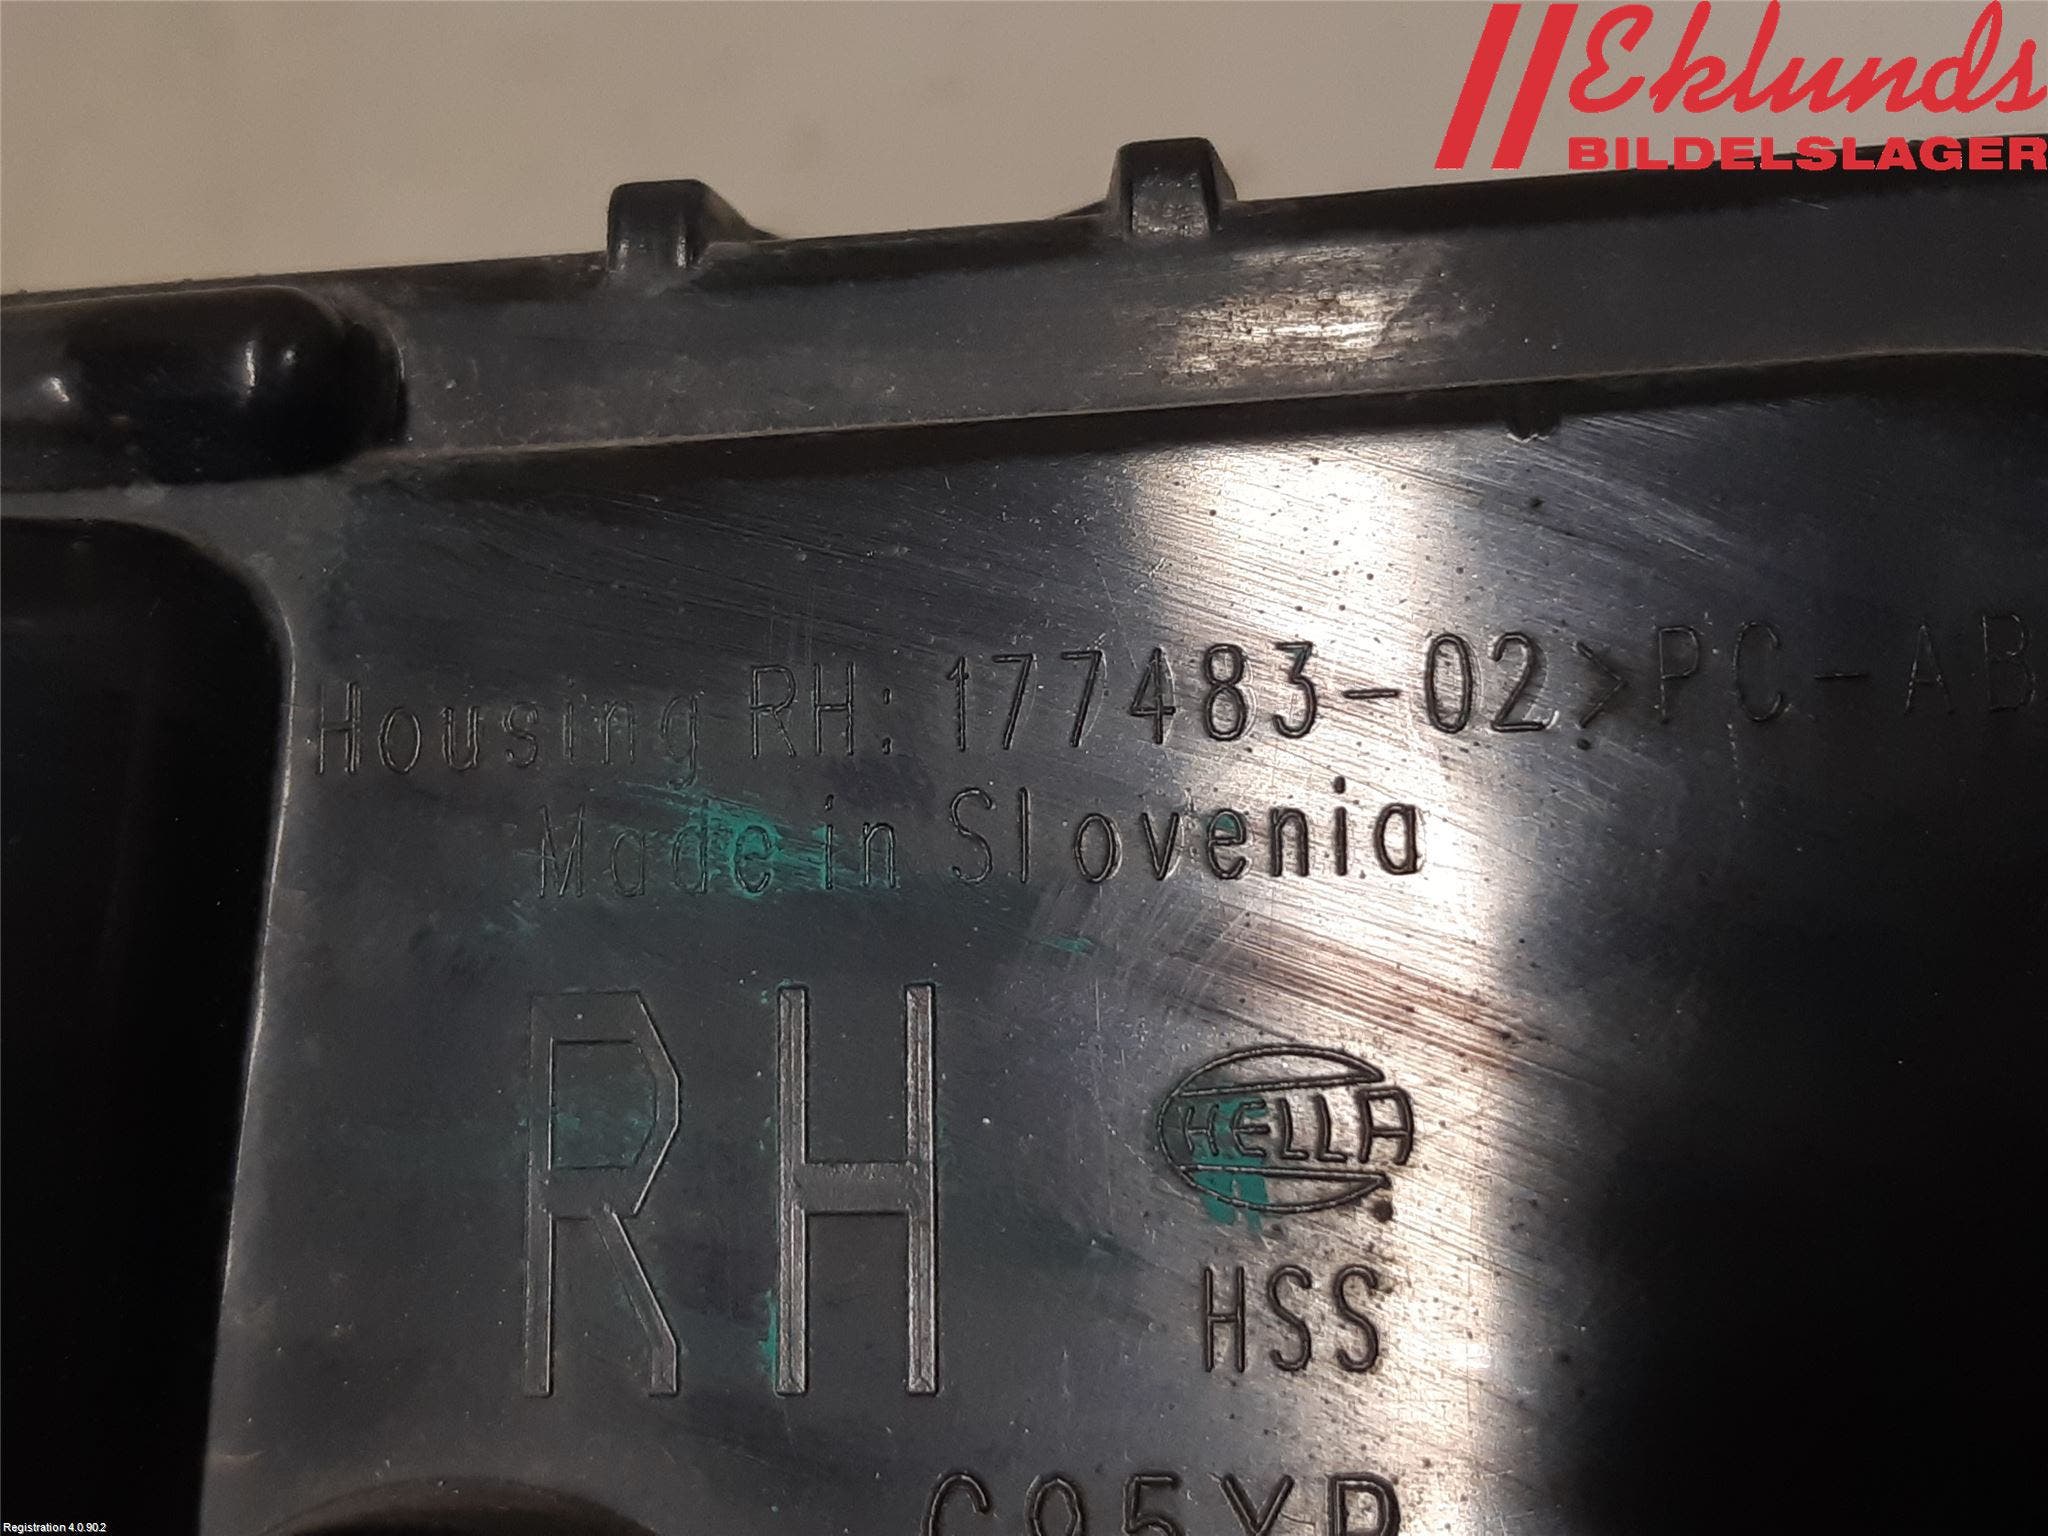 Eklunds
BILDELSLAGER
Housing RH: 177483-02 >PC-AB
Made in Slovenia
RH
HELLA
HSS
Registration 4.0.90.2